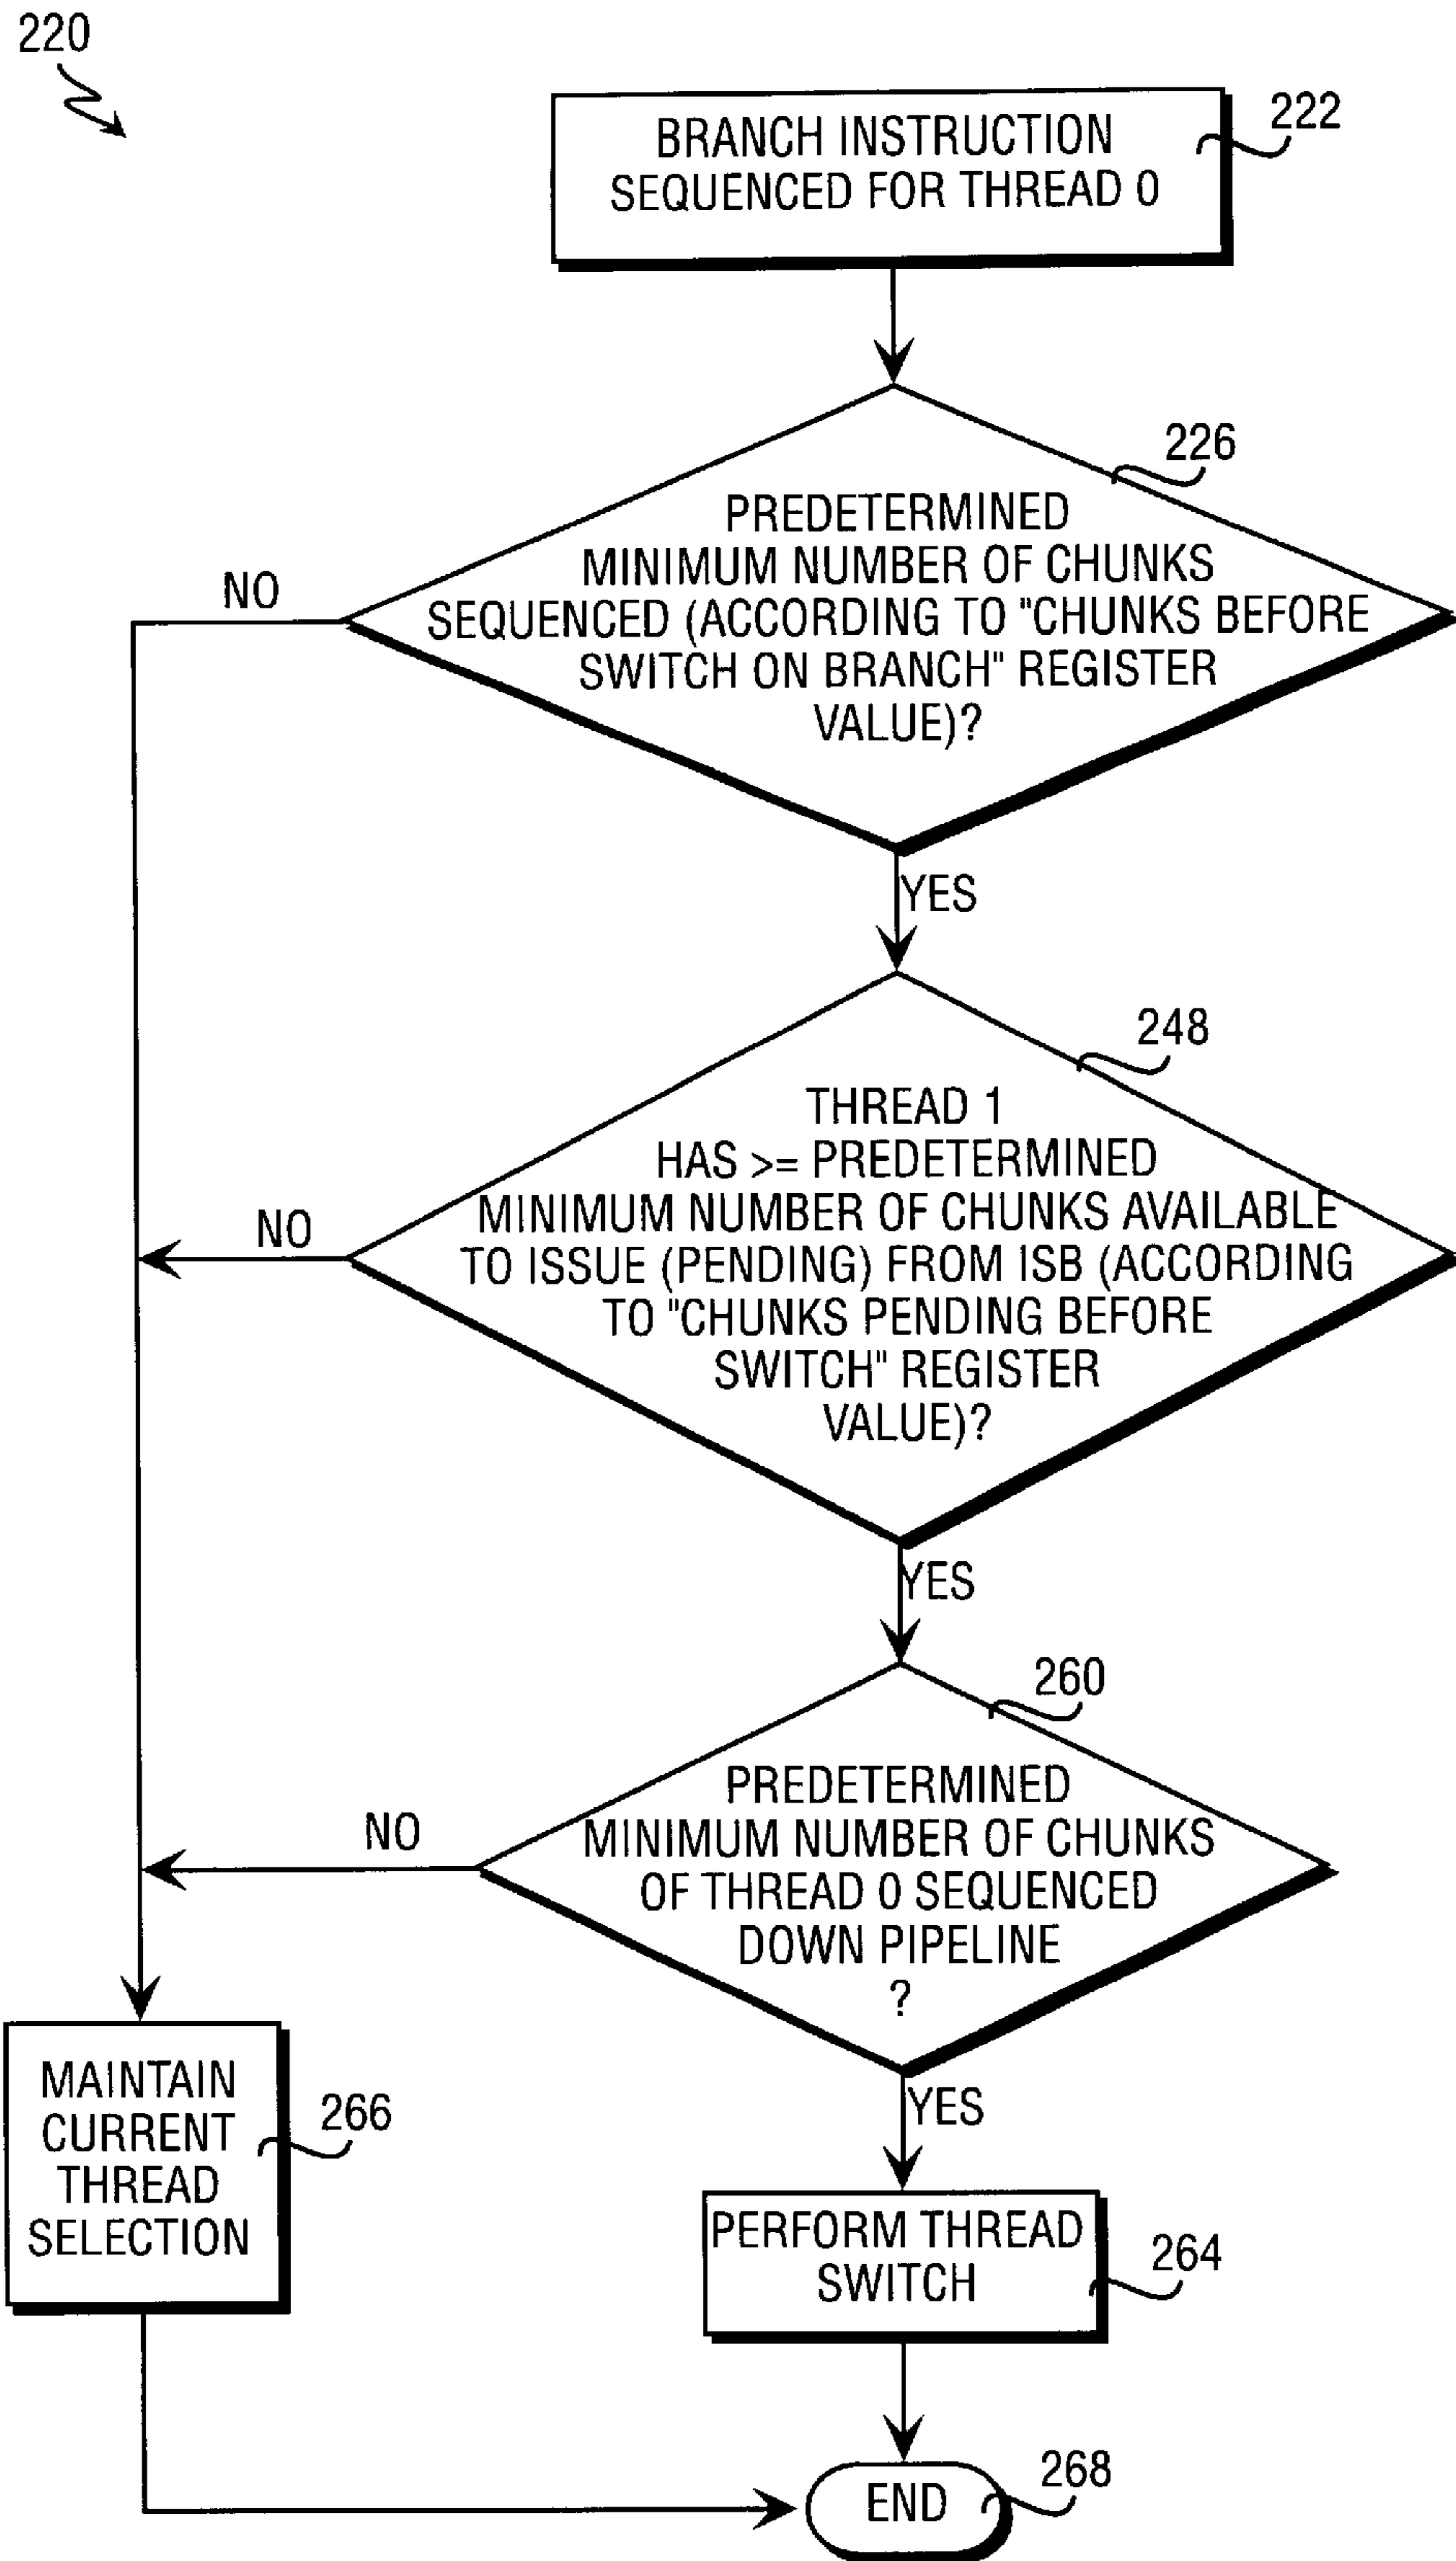 220
BRANCH INSTRUCTION
SEQUENCED FOR THREAD 0
222
226
PREDETERMINED
MINIMUM NUMBER OF CHUNKS
SEQUENCED (ACCORDING TO "CHUNKS BEFORE
SWITCH ON BRANCH" REGISTER
VALUE)?
NO
YES
248
THREAD 1
HAS >= PREDETERMINED
MINIMUM NUMBER OF CHUNKS AVAILABLE
TO ISSUE (PENDING) FROM ISB (ACCORDING
TO "CHUNKS PENDING BEFORE
SWITCH" REGISTER
VALUE)?
NO
YES
260
PREDETERMINED
MINIMUM NUMBER OF CHUNKS
OF THREAD 0 SEQUENCED
DOWN PIPELINE
?
NO
YES
MAINTAIN
CURRENT
THREAD
SELECTION
266
PERFORM THREAD
SWITCH
264
END
268